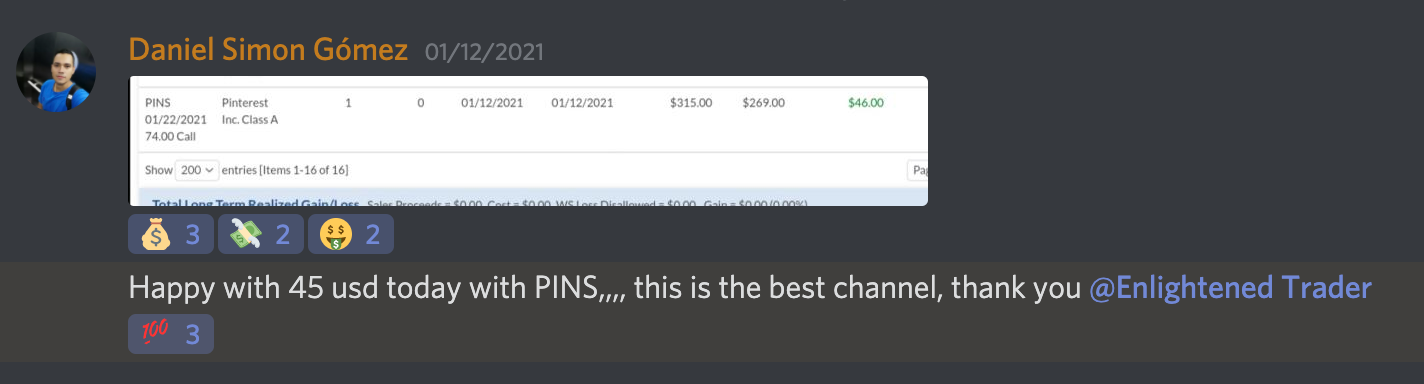 Daniel Simon Gómez 01/12/2021
PINS Pinterest 1 0 01/12/2021 01/12/2021 $315.00 $269.00 $46.00
01/22/2021 Inc. Class A
74.00 Call
Show 200 entries [Items 1-16 of 16]
Total Long Term Realized Gain/Loss Sales Proceeds = $0.00 Cost = $0.00 WS Loss Disallowed = $0.00 Gain = $0.00 (0.00%)
3 2 2
Happy with 45 usd today with PINS,,,, this is the best channel, thank you @Enlightened Trader
100 3